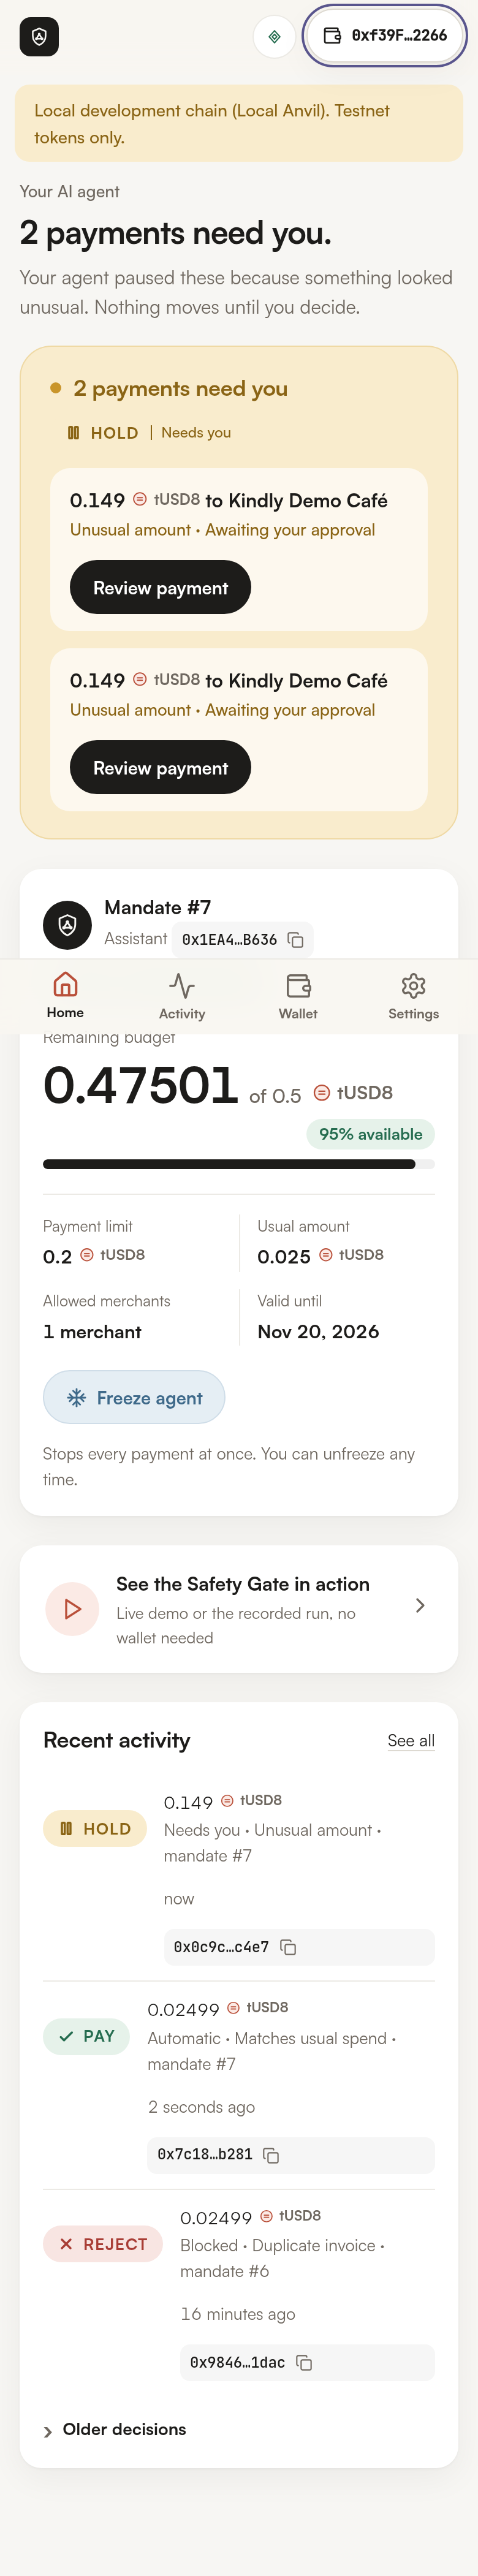 0xf39F…2266
Local development chain (Local Anvil). Testnet
tokens only.
Your AI agent
2 payments need you.
Your agent paused these because something looked
unusual. Nothing moves until you decide.
2 payments need you
HOLD | Needs you
0.149 tUSD8 to Kindly Demo Café
Unusual amount · Awaiting your approval
Review payment
0.149 tUSD8 to Kindly Demo Café
Unusual amount · Awaiting your approval
Review payment
Mandate #7
Assistant 0x1EA4…B636
Home Activity Wallet Settings
Remaining budget
0.47501 of 0.5 tUSD8
95% available
Payment limit
0.2 tUSD8
Usual amount
0.025 tUSD8
Allowed merchants
1 merchant
Valid until
Nov 20, 2026
Freeze agent
Stops every payment at once. You can unfreeze any
time.
See the Safety Gate in action
Live demo or the recorded run, no
wallet needed
Recent activity
See all
HOLD
0.149 tUSD8
Needs you · Unusual amount ·
mandate #7
now
0x0c9c…c4e7
PAY
0.02499 tUSD8
Automatic · Matches usual spend ·
mandate #7
2 seconds ago
0x7c18…b281
REJECT
0.02499 tUSD8
Blocked · Duplicate invoice ·
mandate #6
16 minutes ago
0x9846…1dac
Older decisions